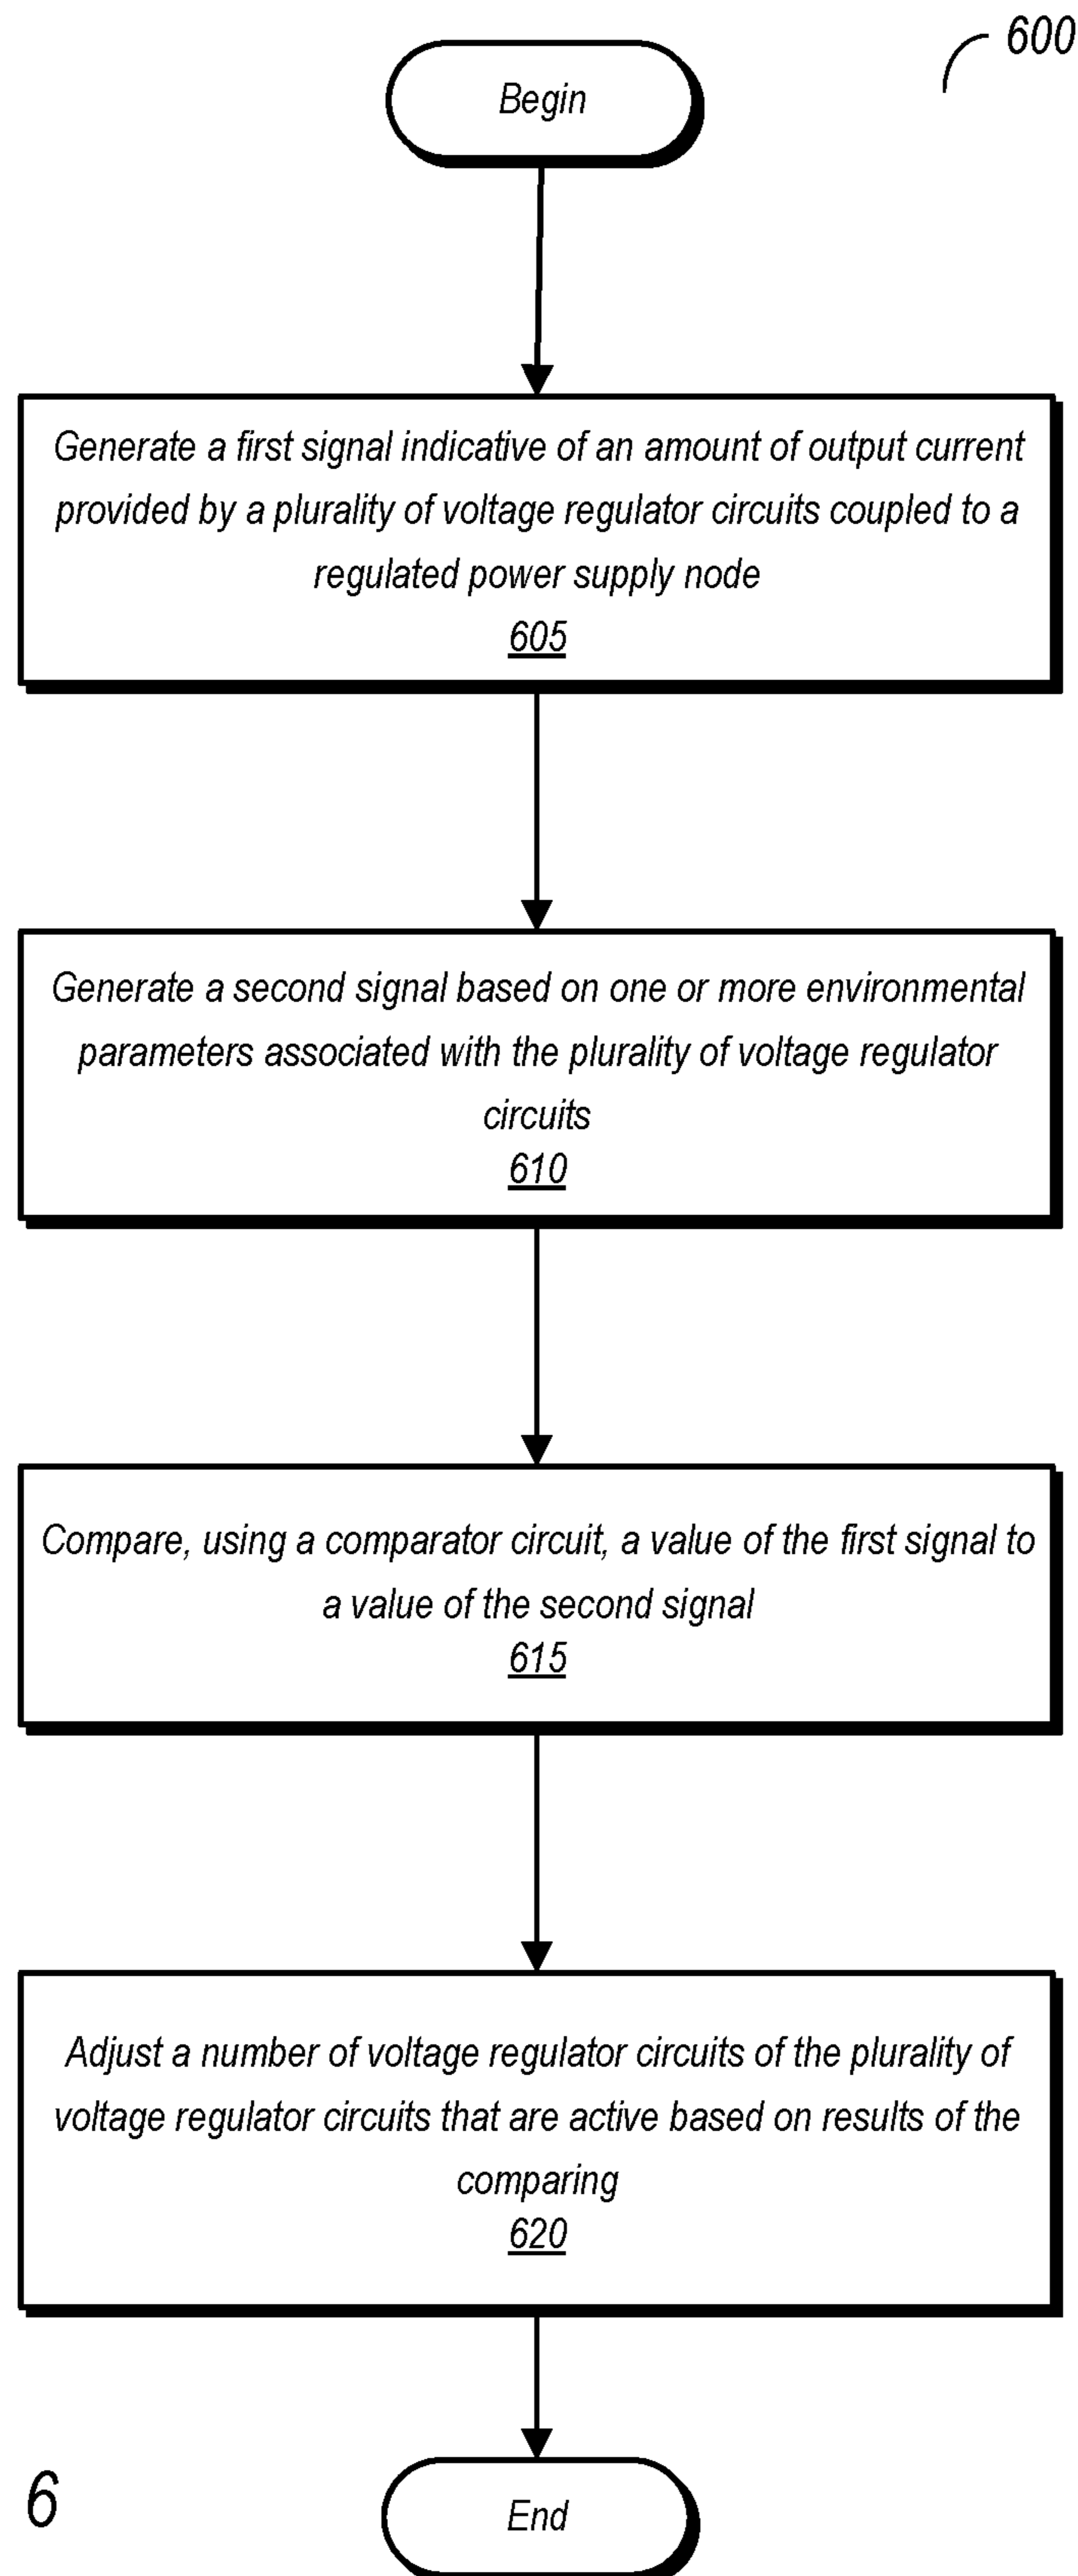 600
Begin
Generate a first signal indicative of an amount of output current
provided by a plurality of voltage regulator circuits coupled to a
regulated power supply node
605
Generate a second signal based on one or more environmental
parameters associated with the plurality of voltage regulator
circuits
610
Compare, using a comparator circuit, a value of the first signal to
a value of the second signal
615
Adjust a number of voltage regulator circuits of the plurality of
voltage regulator circuits that are active based on results of the
comparing
620
End
6